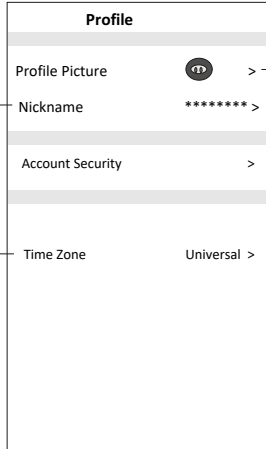 Profile
Profile Picture >
Nickname ******** >
Account Security >
Time Zone Universal >